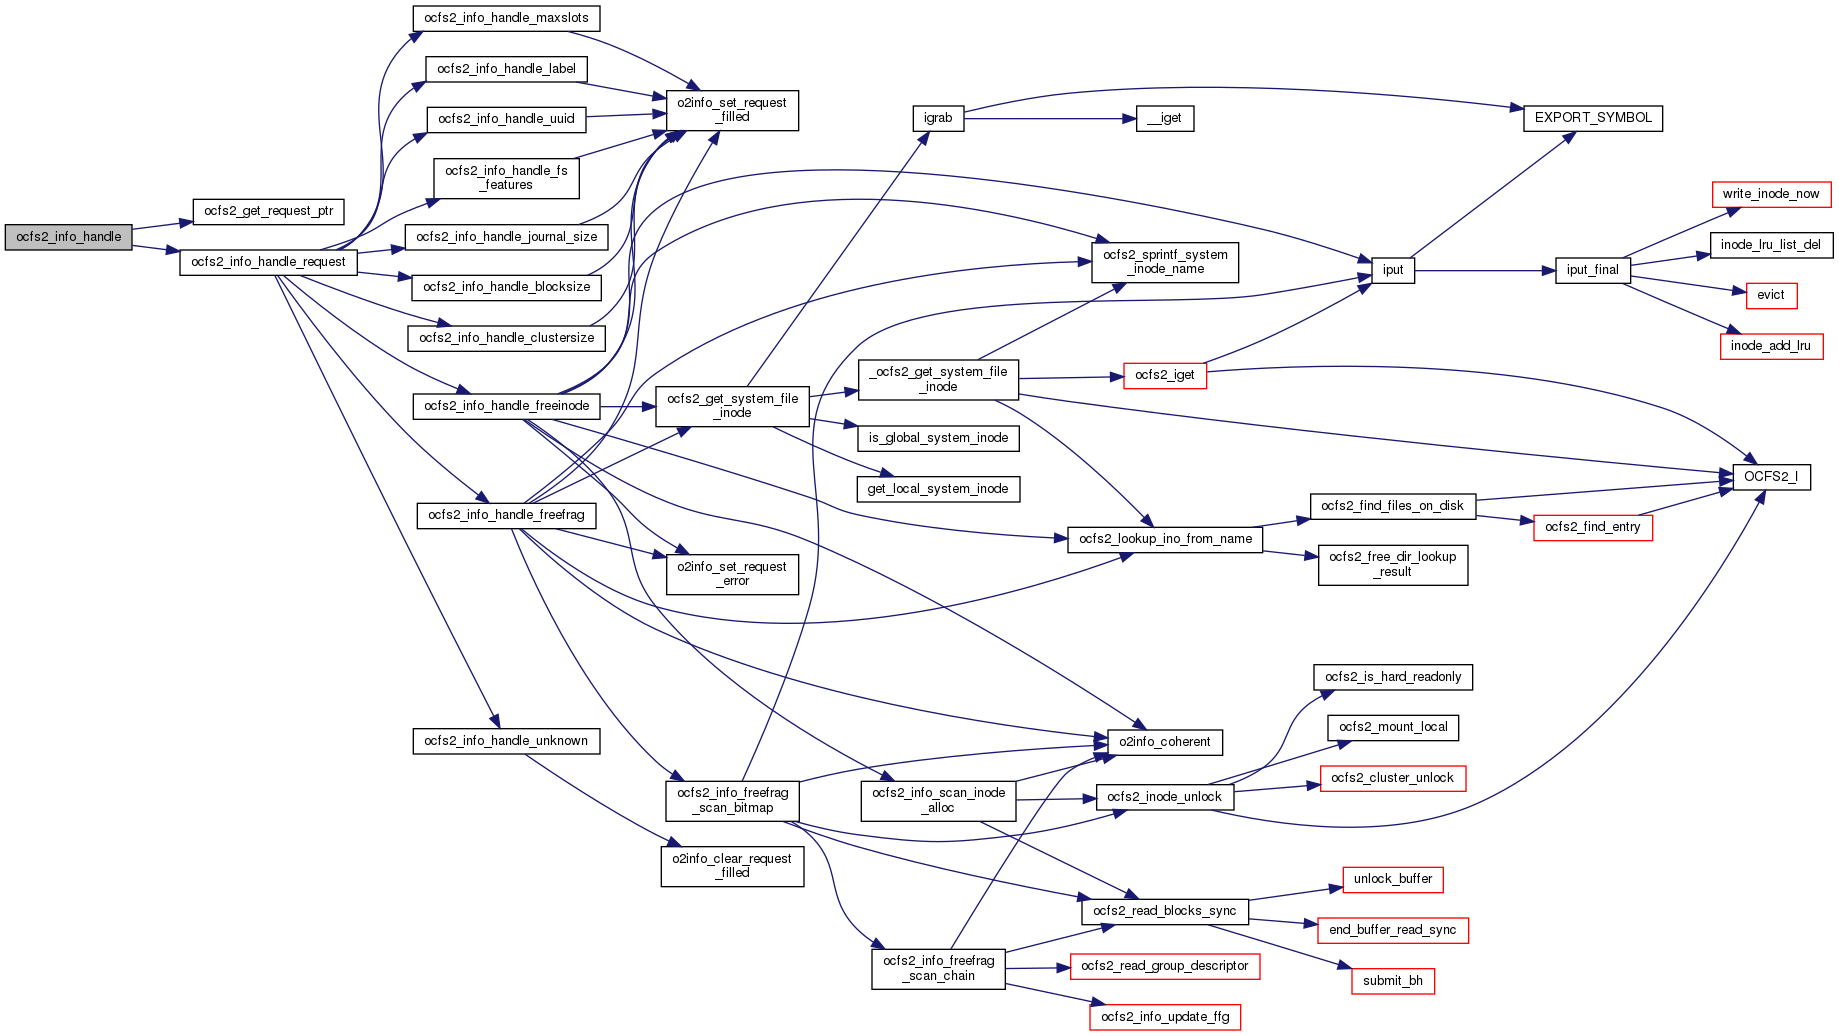 ocfs2_info_handle
ocfs2_get_request_ptr
ocfs2_info_handle_request
ocfs2_info_handle_maxslots
ocfs2_info_handle_label
ocfs2_info_handle_uuid
ocfs2_info_handle_fs
_features
ocfs2_info_handle_journal_size
ocfs2_info_handle_blocksize
ocfs2_info_handle_clustersize
ocfs2_info_handle_freeinode
ocfs2_info_handle_freefrag
ocfs2_info_handle_unknown
o2info_set_request
_filled
ocfs2_get_system_file
_inode
o2info_set_request
_error
ocfs2_info_freefrag
_scan_bitmap
o2info_clear_request
_filled
igrab
_ocfs2_get_system_file
_inode
is_global_system_inode
get_local_system_inode
ocfs2_info_scan_inode
_alloc
ocfs2_info_freefrag
_scan_chain
__iget
ocfs2_sprintf_system
_inode_name
ocfs2_iget
ocfs2_lookup_ino_from_name
o2info_coherent
ocfs2_inode_unlock
ocfs2_read_blocks_sync
ocfs2_read_group_descriptor
ocfs2_info_update_ffg
iput
ocfs2_find_files_on_disk
ocfs2_free_dir_lookup
_result
ocfs2_is_hard_readonly
ocfs2_mount_local
ocfs2_cluster_unlock
unlock_buffer
end_buffer_read_sync
submit_bh
EXPORT_SYMBOL
iput_final
ocfs2_find_entry
write_inode_now
inode_lru_list_del
evict
inode_add_lru
OCFS2_I